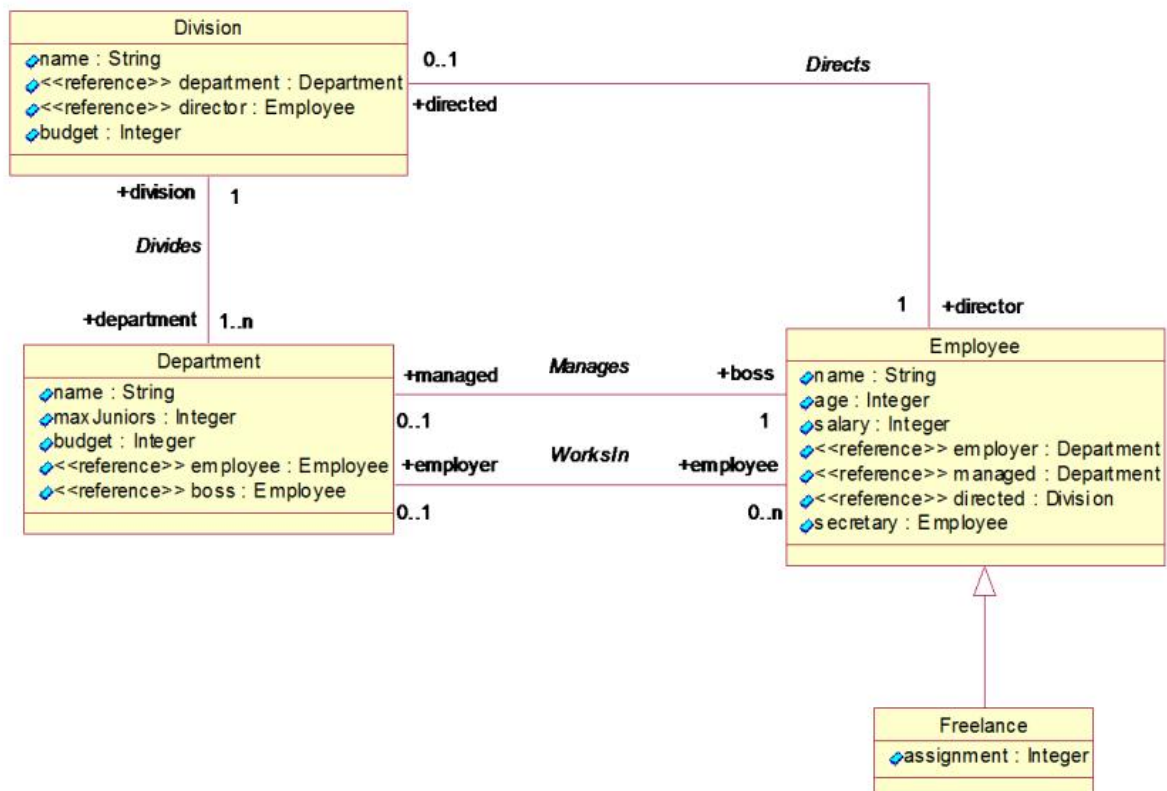 Division
name : String
<<reference>> department : Department
<<reference>> director : Employee
budget : Integer
0..1
+directed
Directs
+division
1
Divides
+department
1..n
1
+director
Department
name : String
maxJuniors : Integer
budget : Integer
<<reference>> employee : Employee
<<reference>> boss : Employee
+managed
Manages
+boss
0..1
1
+employer
WorksIn
+employee
0..1
0..n
Employee
name : String
age : Integer
salary : Integer
<<reference>> employer : Department
<<reference>> managed : Department
<<reference>> directed : Division
secretary : Employee
Freelance
assignment : Integer